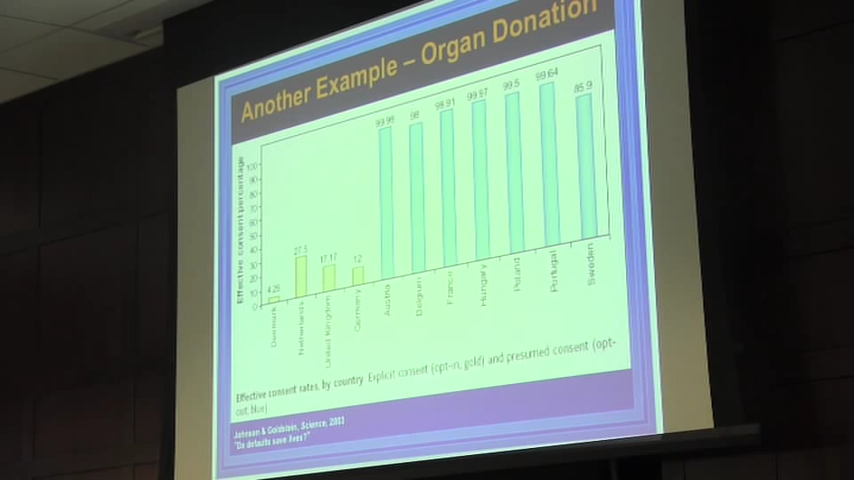 Another Example – Organ Donation
Effective consent percentage
100
90
80
70
60
50
40
30
20
10
0
4.25
27.5
17.17
12
99.98
98
99.91
99.97
99.5
99.64
85.9
Denmark
Netherlands
United Kingdom
Germany
Austria
Belgium
France
Hungary
Poland
Portugal
Sweden
Effective consent rates, by country. Explicit consent (opt-in, gold) and presumed consent (opt-
out, blue)
Johnson & Goldstein, Science, 2003
"Do defaults save lives?"